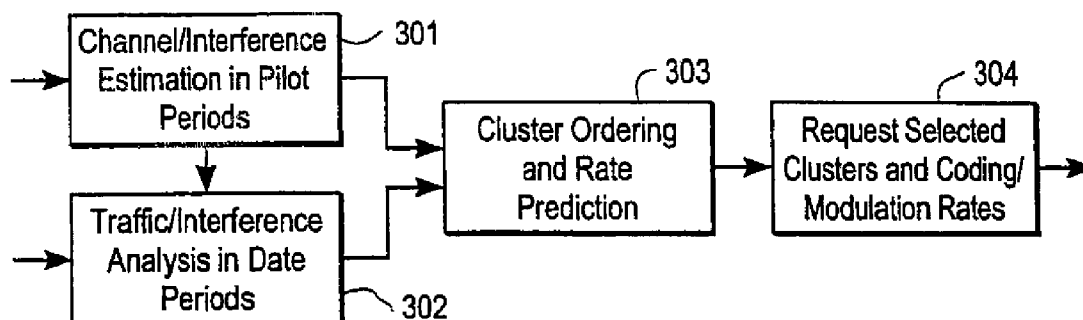 Channel/Interference
Estimation in Pilot
Periods
301
Traffic/Interference
Analysis in Date
Periods
302
Cluster Ordering
and Rate
Prediction
303
Request Selected
Clusters and Coding/
Modulation Rates
304